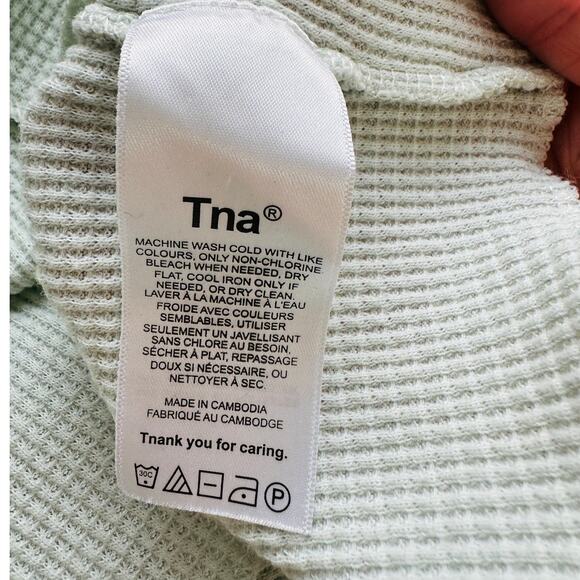 Tna®
MACHINE WASH COLD WITH LIKE
COLOURS, ONLY NON-CHLORINE
BLEACH WHEN NEEDED, DRY
FLAT, COOL IRON ONLY IF
NEEDED, OR DRY CLEAN.
LAVER À LA MACHINE À L'EAU
FROIDE AVEC COULEURS
SEMBLABLES, UTILISER
SEULEMENT UN JAVELLISANT
SANS CHLORE AU BESOIN,
SÉCHER À PLAT, REPASSAGE
DOUX SI NÉCESSAIRE, OU
NETTOYER À SEC.
MADE IN CAMBODIA
FABRIQUÉ AU CAMBODGE
Thank you for caring.
30C P